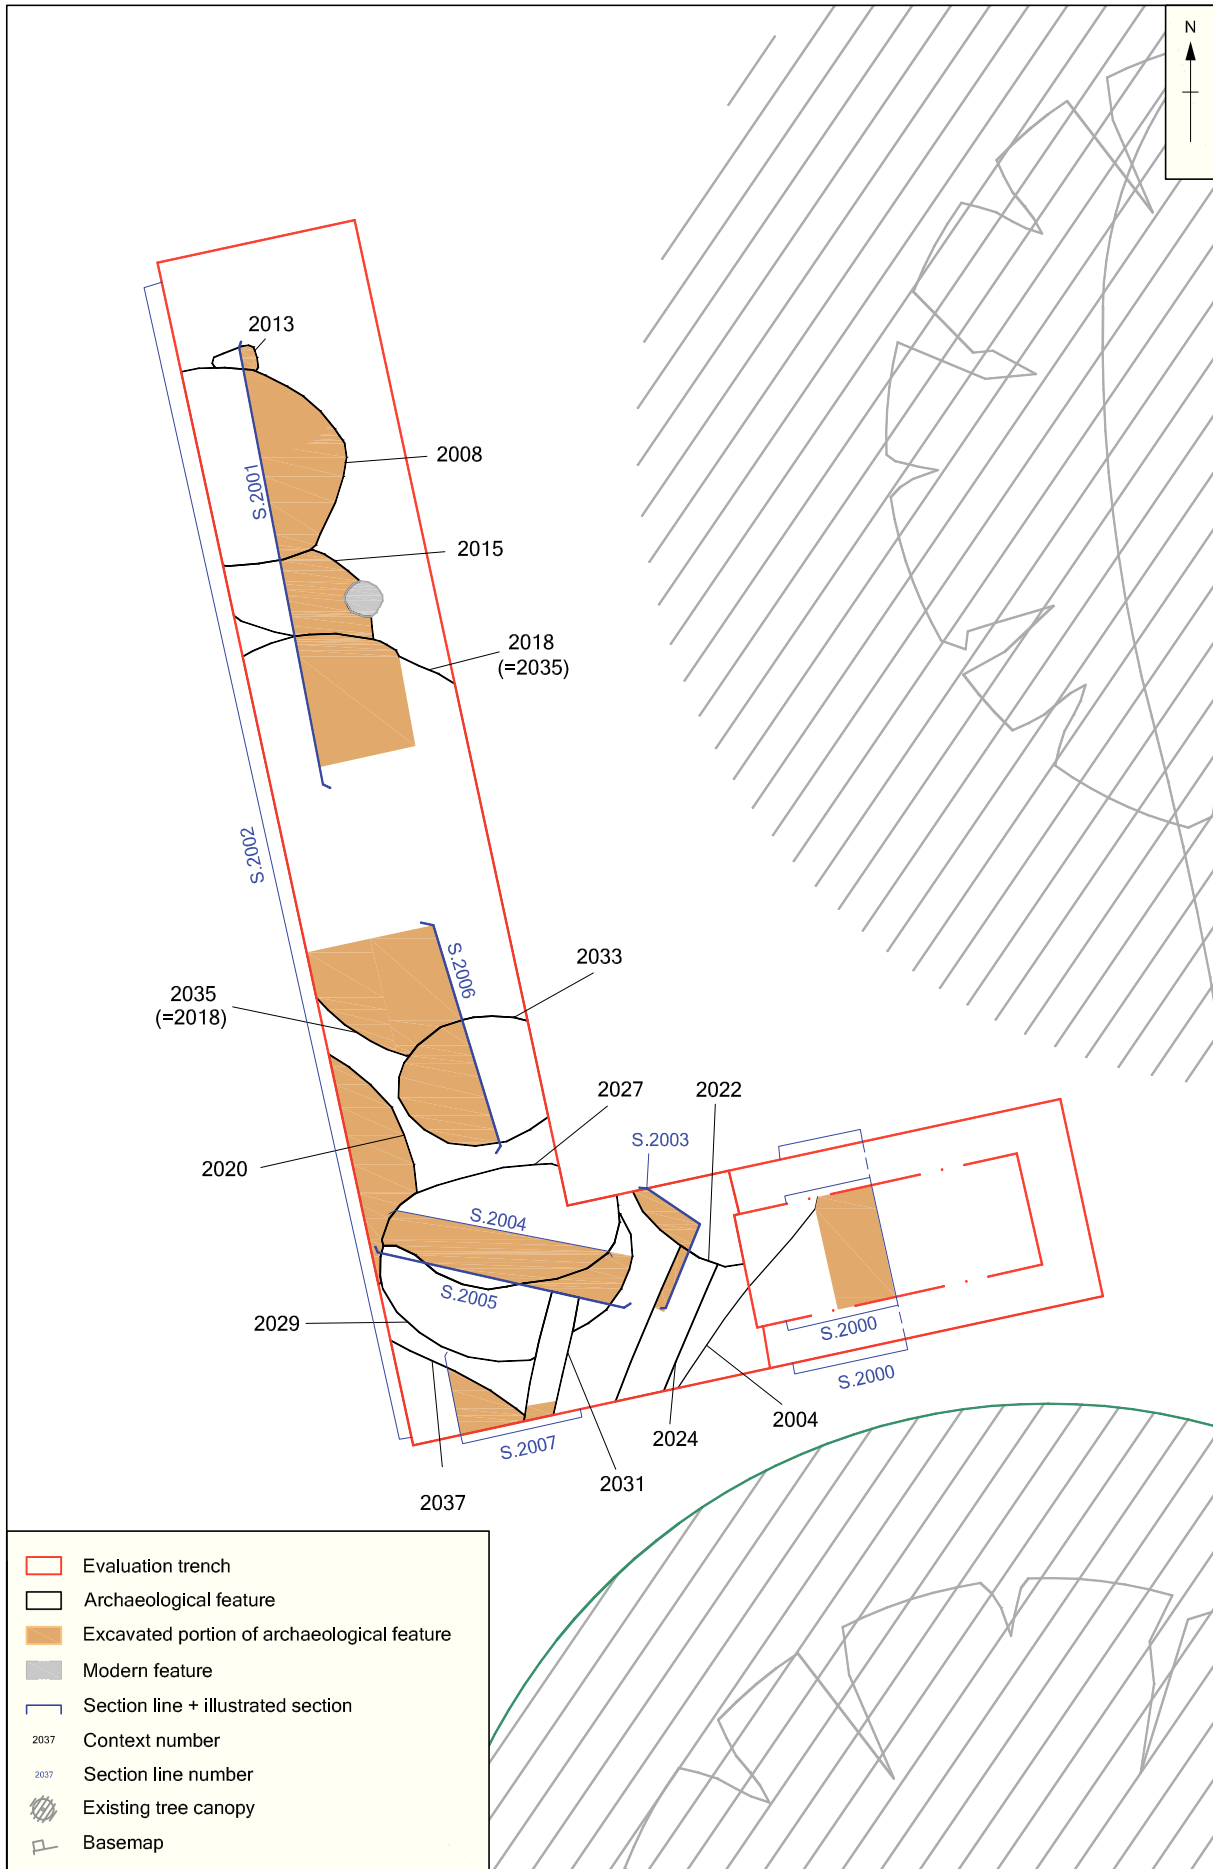 N
2013
2008
S.2001
2015
2018
(=2035)
S.2002
S.2006
2033
2035
(=2018)
2027
2022
S.2003
2020
S.2004
S.2005
2029
S.2000
S.2000
2004
2024
S.2007
2031
2037
Evaluation trench
Archaeological feature
Excavated portion of archaeological feature
Modern feature
Section line + illustrated section
2037 Context number
2037 Section line number
Existing tree canopy
Basemap